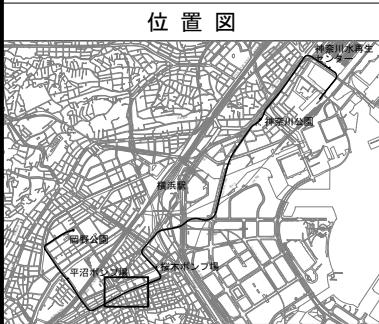 位置図
神奈川水再生
センター
神奈川公園
横浜駅
岡野公園
平沼ポンプ場
桜木ポンプ場